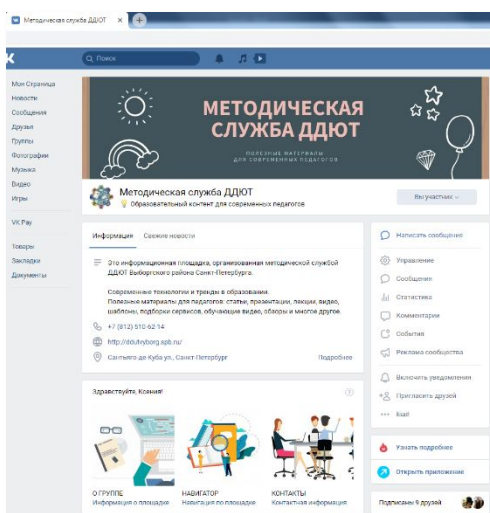 Методическая служба ДДЮТ
Поиск
Моя Страница
Новости
Сообщения
Друзья
Группы
Фотографии
Музыка
Видео
Игры
VK Pay
Товары
Закладки
Документы
МЕТОДИЧЕСКАЯ
СЛУЖБА ДДЮТ
ПОЛЕЗНЫЕ МАТЕРИАЛЫ
ДЛЯ СОВРЕМЕННЫХ ПЕДАГОГОВ
Методическая служба ДДЮТ
Образовательный контент для современных педагогов
Вы участник
Информация Свежие новости
Это информационная площадка, организованная методической службой
ДДЮТ Выборгского района Санкт-Петербурга.
Современные технологии и тренды в образовании.
Полезные материалы для педагогов: статьи, презентации, лекции, видео,
шаблоны, подборки сервисов, обучающие видео, обзоры и многое другое.
+7 (812) 510-62-14
http://ddutvyborg.spb.ru/
Сантьяго де Куба ул., Санкт-Петербург Подробнее
Здравствуйте, Ксения!
О ГРУППЕ
Информация о площадке
НАВИГАТОР
Навигация по площадке
КОНТАКТЫ
Контактная информация
Написать сообщение
Управление
Сообщения
Статистика
Комментарии
События
Реклама сообщества
Включить уведомления
Пригласить друзей
Ещё
Узнать подробнее
Открыть приложение
Подписаны 9 друзей